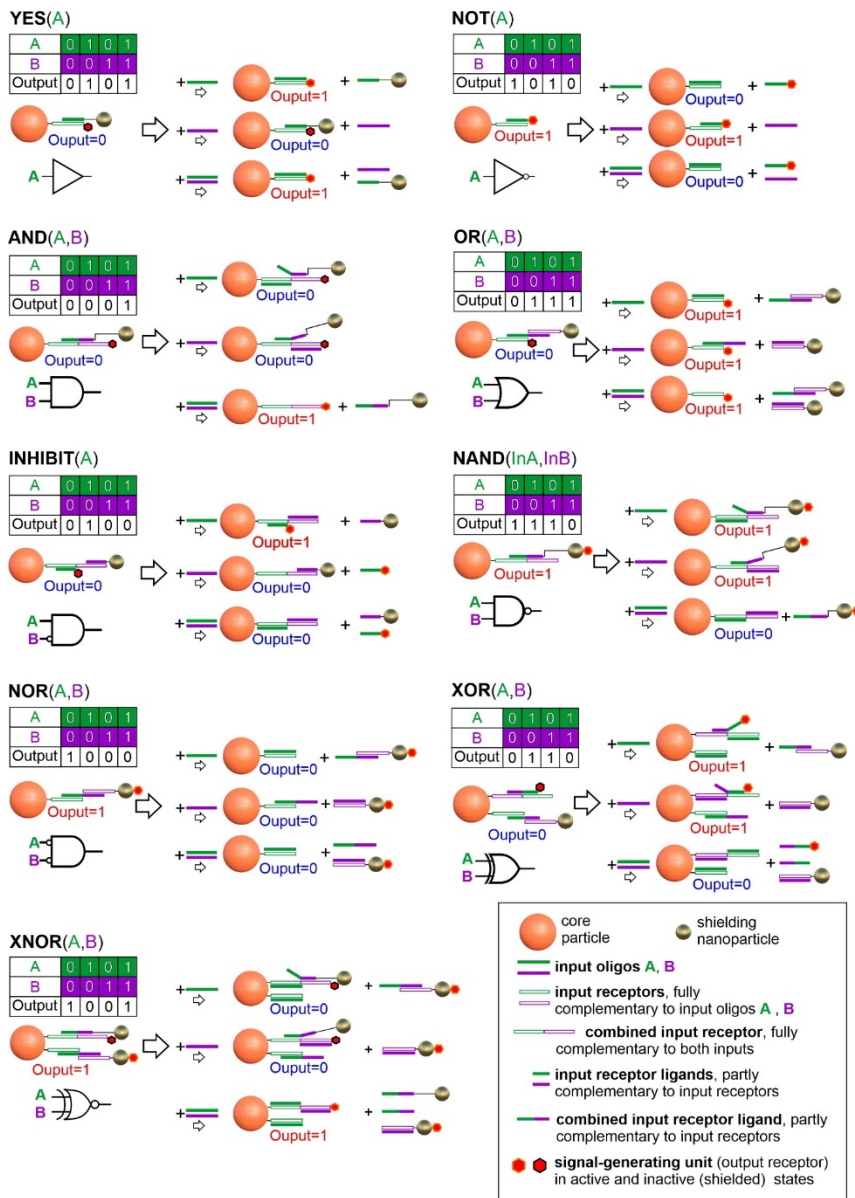 YES(A)
A 0 1 0 1
B 0 0 1 1
Output 0 1 0 1
Ouput=0
A
+
Ouput=1
+
+
Ouput=0
+
+
Ouput=1
+
+
NOT(A)
A 0 1 0 1
B 0 0 1 1
Output 1 0 1 0
Ouput=1
A
+
Ouput=0
+
+
Ouput=1
+
+
Ouput=0
+
AND(A,B)
A 0 1 0 1
B 0 0 1 1
Output 0 0 0 1
Ouput=0
A
B
+
Ouput=0
+
Ouput=0
+
Ouput=1
+
OR(A,B)
A 0 1 0 1
B 0 0 1 1
Output 0 1 1 1
Ouput=0
A
B
+
Ouput=1
+
+
Ouput=1
+
+
Ouput=1
+
INHIBIT(A)
A 0 1 0 1
B 0 0 1 1
Output 0 1 0 0
Ouput=0
A
B
+
Ouput=1
+
+
Ouput=0
+
+
Ouput=0
+
NAND(InA,InB)
A 0 1 0 1
B 0 0 1 1
Output 1 1 1 0
Ouput=1
A
B
+
Ouput=1
+
Ouput=1
+
Ouput=0
+
NOR(A,B)
A 0 1 0 1
B 0 0 1 1
Output 1 0 0 0
Ouput=1
A
B
+
Ouput=0
+
+
Ouput=0
+
+
Ouput=0
+
XOR(A,B)
A 0 1 0 1
B 0 0 1 1
Output 0 1 1 0
Ouput=0
A
B
+
Ouput=1
+
+
Ouput=1
+
+
Ouput=0
+
XNOR(A,B)
A 0 1 0 1
B 0 0 1 1
Output 1 0 0 1
Ouput=1
A
B
+
Ouput=0
+
+
Ouput=0
+
+
Ouput=1
+
core particle
shielding nanoparticle
input oligos A, B
input receptors, fully
complementary to input oligos A , B
combined input receptor, fully
complementary to both inputs
input receptor ligands, partly
complementary to input receptors
combined input receptor ligand, partly
complementary to input receptors
signal-generating unit (output receptor)
in active and inactive (shielded) states